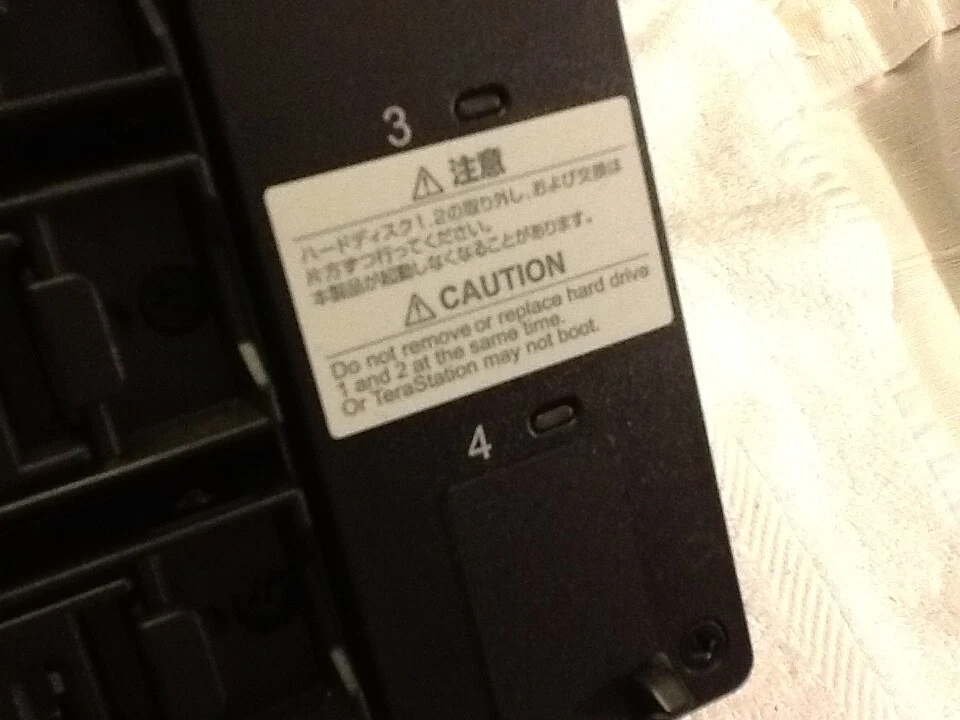 3
⚠ 注意
ハードディスク1、2の取り外し、および交換は
片方ずつ行ってください。
本製品が起動しなくなることがあります。
⚠ CAUTION
Do not remove or replace hard drive
1 and 2 at the same time.
Or TeraStation may not boot.
4